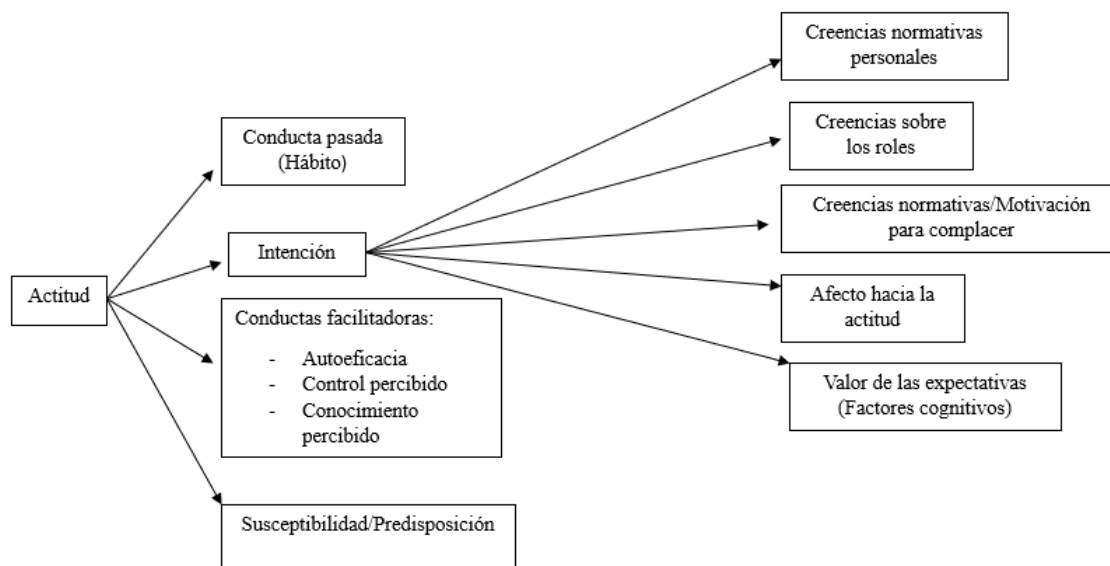 Actitud
Conducta pasada
(Hábito)
Intención
Conductas facilitadoras:
- Autoeficacia
- Control percibido
- Conocimiento
percibido
Susceptibilidad/Predisposición
Creencias normativas
personales
Creencias sobre
los roles
Creencias normativas/Motivación
para complacer
Afecto hacia la
actitud
Valor de las expectativas
(Factores cognitivos)